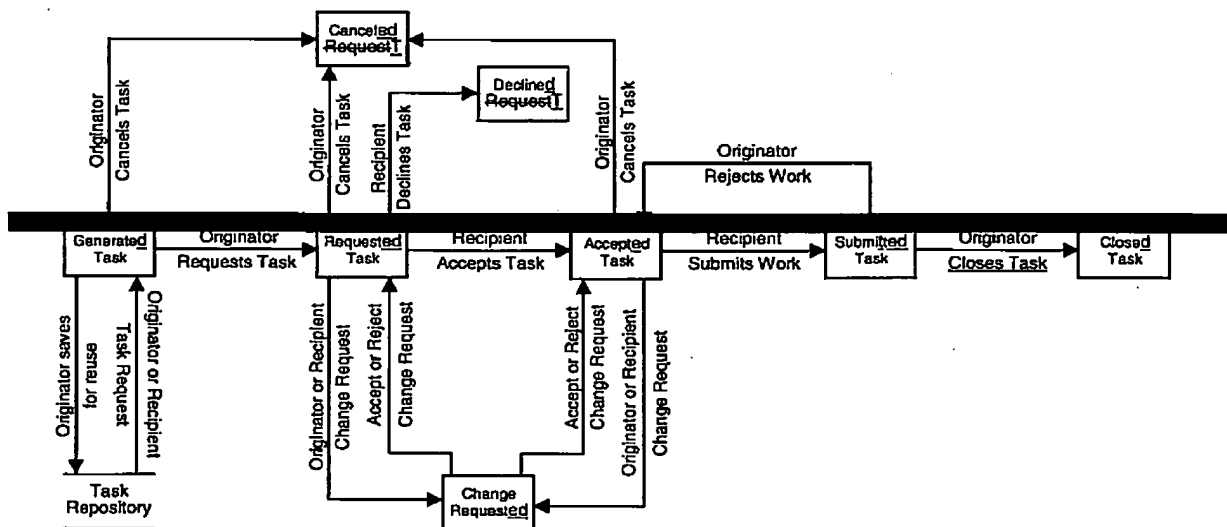 Canceled
Request T
Declined
Request T
Originator
Cancels Task
Originator
Cancels Task
Recipient
Declines Task
Originator
Cancels Task
Originator
Rejects Work
Generated
Task
Originator
Requests Task
Requested
Task
Recipient
Accepts Task
Accepted
Task
Recipient
Submits Work
Submitted
Task
Originator
Closes Task
Closed
Task
Originator saves
for reuse
Originator or Recipient
Task Request
Originator or Recipient
Change Request
Accept or Reject
Change Request
Accept or Reject
Change Request
Originator or Recipient
Change Request
Task
Repository
Change
Requested